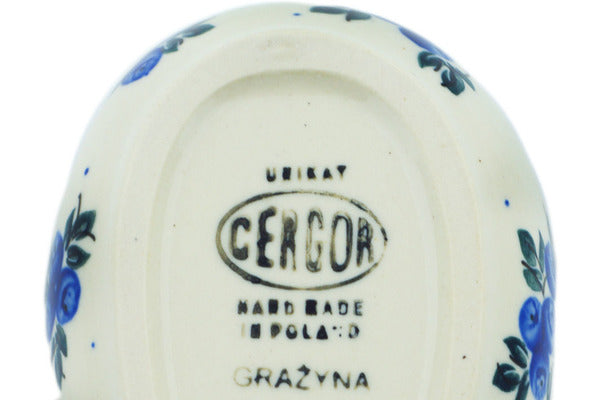 UNIKAT
CERGOR
HAND MADE
IN POLAND
GRAŻYNA